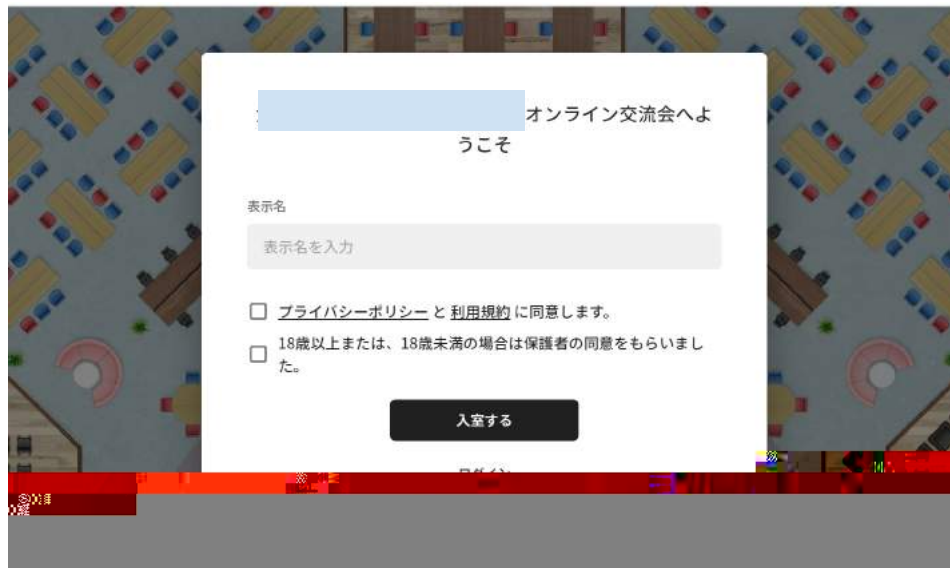 オンライン交流会へよ
うこそ
表示名
表示名を入力
プライバシーポリシー と 利用規約 に同意します。
18歳以上または、18歳未満の場合は保護者の同意をもらいまし
た。
入室する